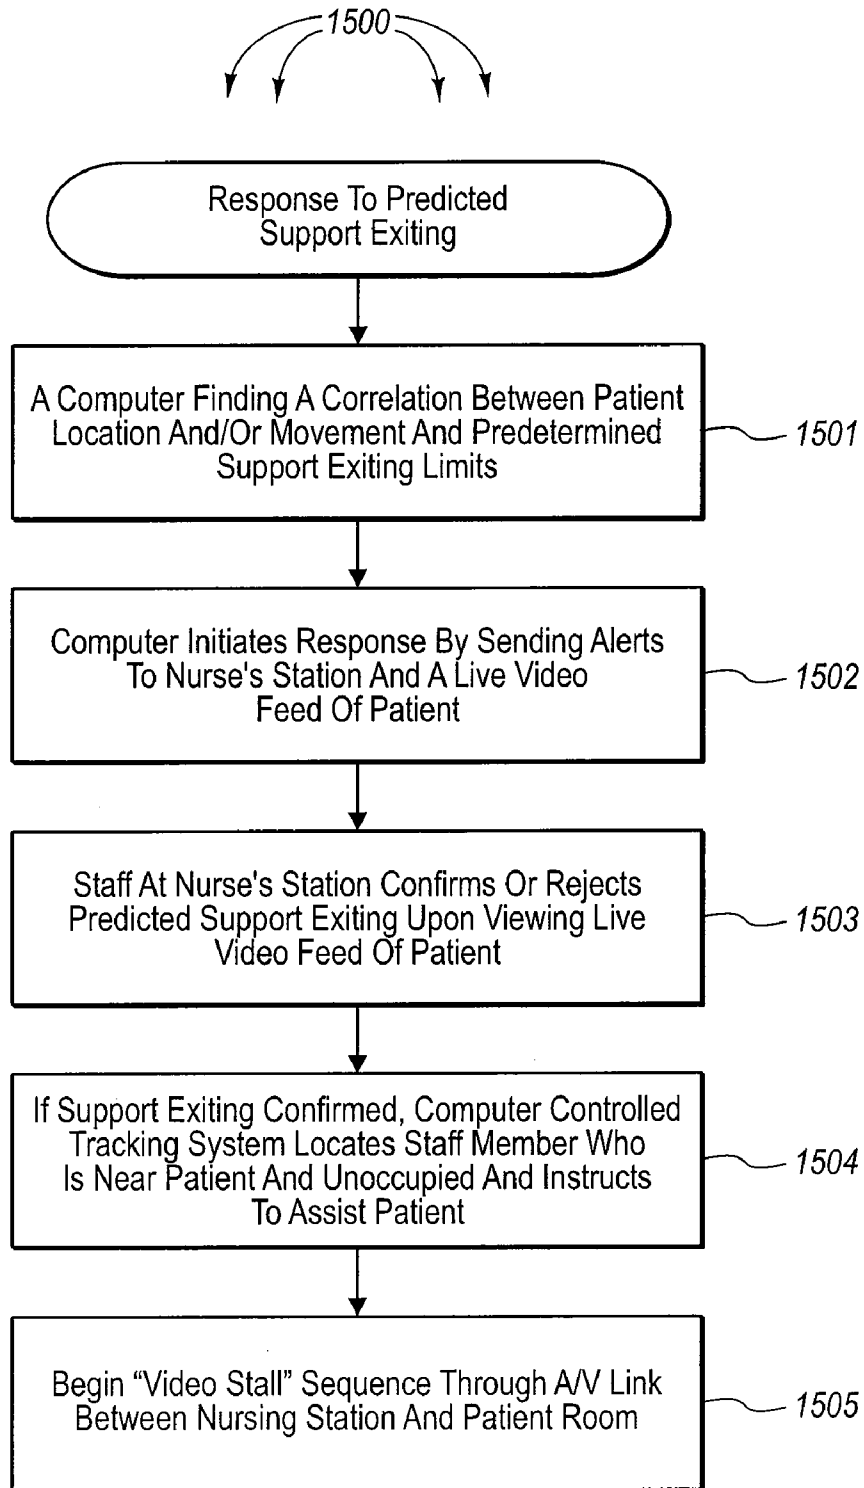 1500
Response To Predicted
Support Exiting
A Computer Finding A Correlation Between Patient
Location And/Or Movement And Predetermined
Support Exiting Limits
1501
Computer Initiates Response By Sending Alerts
To Nurse's Station And A Live Video
Feed Of Patient
1502
Staff At Nurse's Station Confirms Or Rejects
Predicted Support Exiting Upon Viewing Live
Video Feed Of Patient
1503
If Support Exiting Confirmed, Computer Controlled
Tracking System Locates Staff Member Who
Is Near Patient And Unoccupied And Instructs
To Assist Patient
1504
Begin “Video Stall” Sequence Through A/V Link
Between Nursing Station And Patient Room
1505